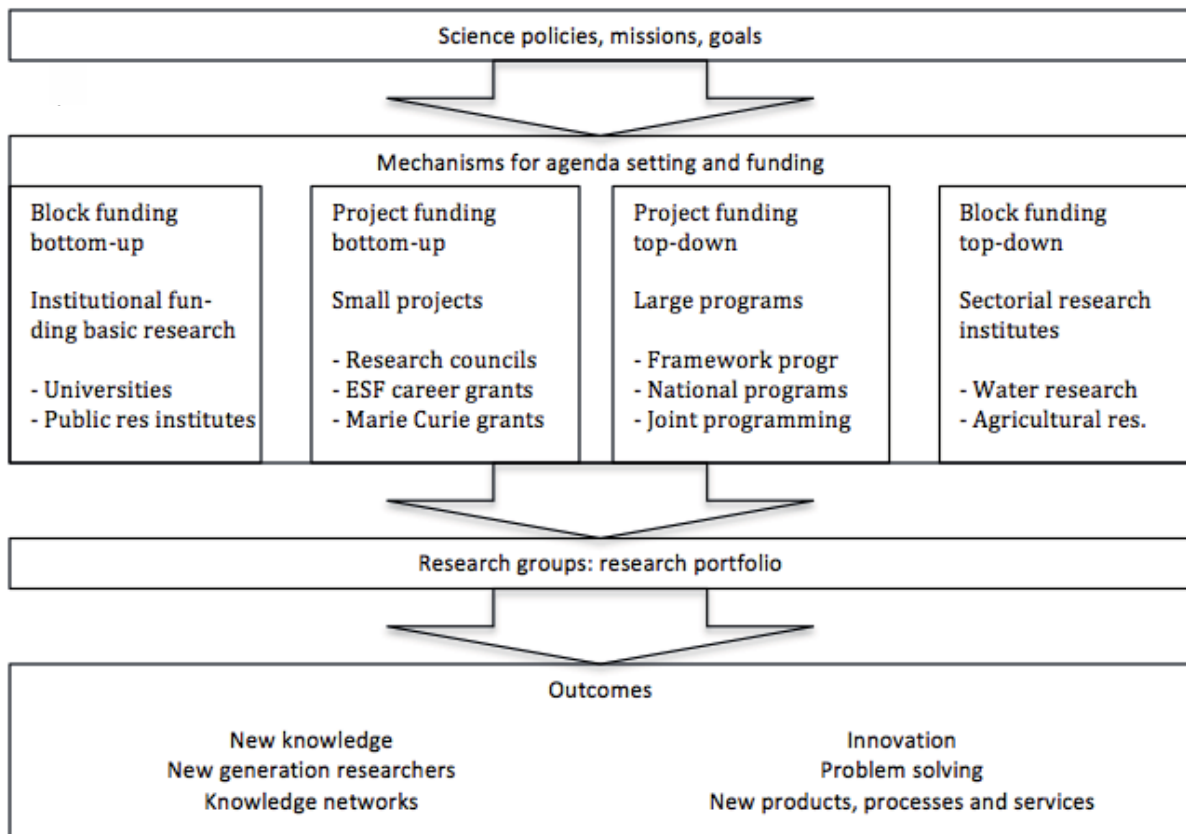 Science policies, missions, goals
Mechanisms for agenda setting and funding
Block funding
bottom-up
Institutional fun-
ding basic research
- Universities
- Public res institutes
Project funding
bottom-up
Small projects
- Research councils
- ESF career grants
- Marie Curie grants
Project funding
top-down
Large programs
- Framework progr
- National programs
- Joint programming
Block funding
top-down
Sectorial research
institutes
- Water research
- Agricultural res.
Research groups: research portfolio
Outcomes
New knowledge
New generation researchers
Knowledge networks
Innovation
Problem solving
New products, processes and services